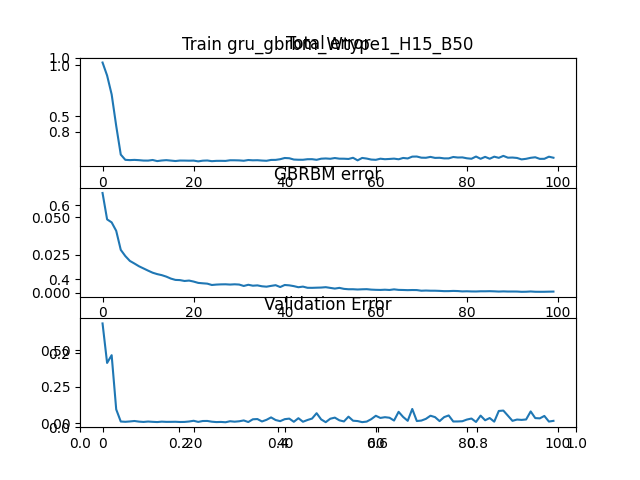 Train gru_gbrbm_Wtype1_H15_B50
Total error
1.0
1.0
0.5
0.8
0 20 40 60 80 100
GBRBM error
0.6
0.050
0.025
0.4
0.000
0 20 40 60 80 100
Validation Error
0.50
0.2
0.25
0.00
0.0
0 20 40 60 80 100
0.0 0.2 0.4 0.6 0.8 1.0